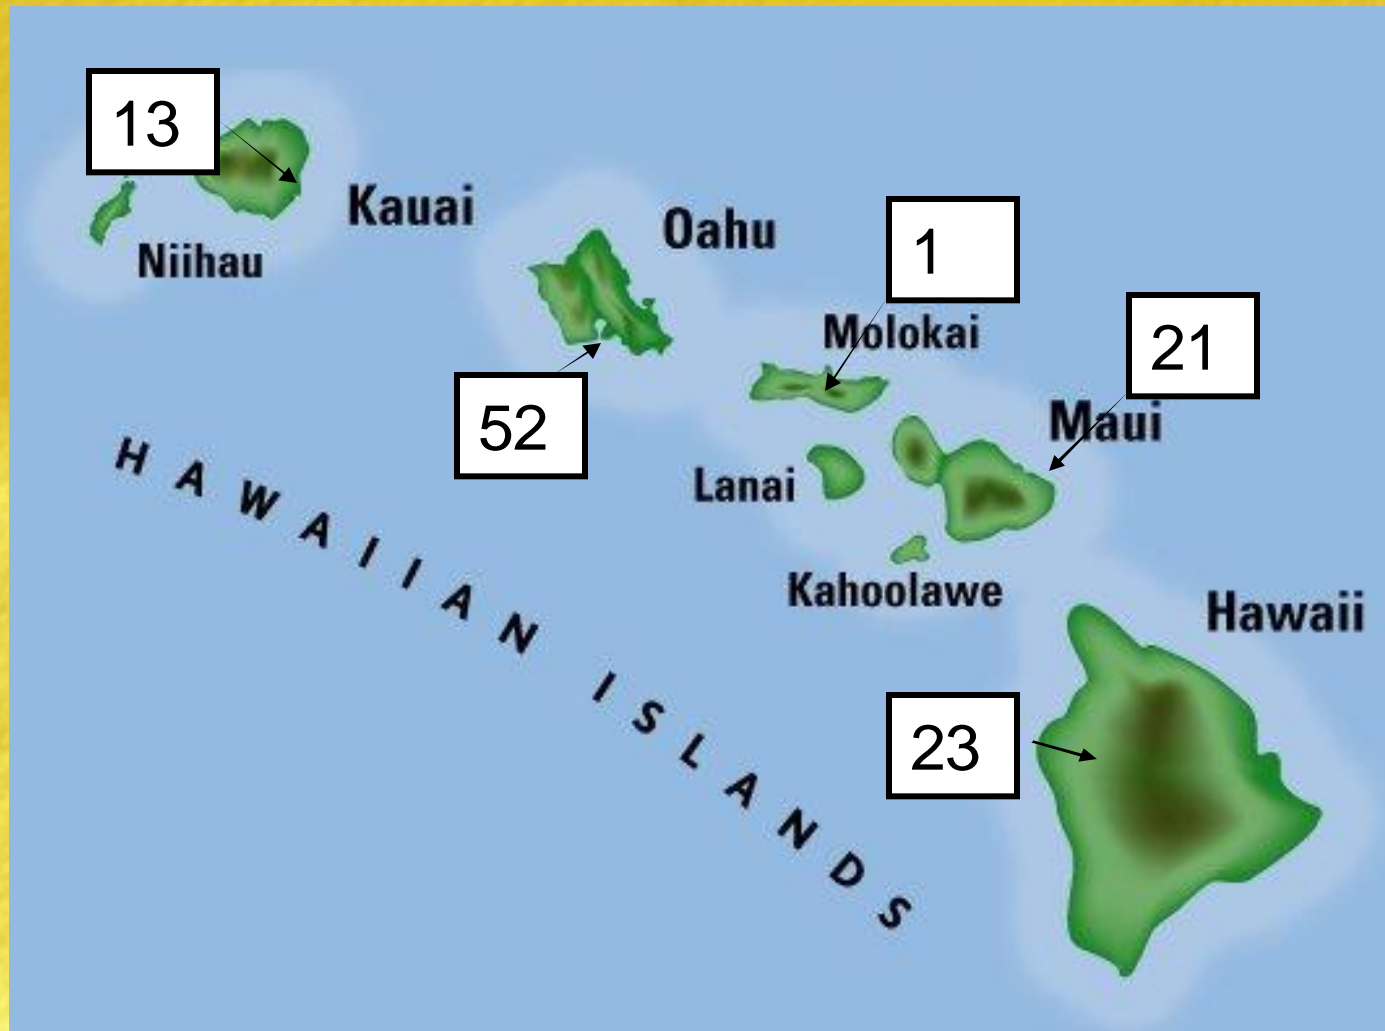 13
Kauai
Niihau
Oahu
1
Molokai
21
Maui
52
Lanai
Kahoolawe
Hawaii
23
HAWAIIAN ISLANDS